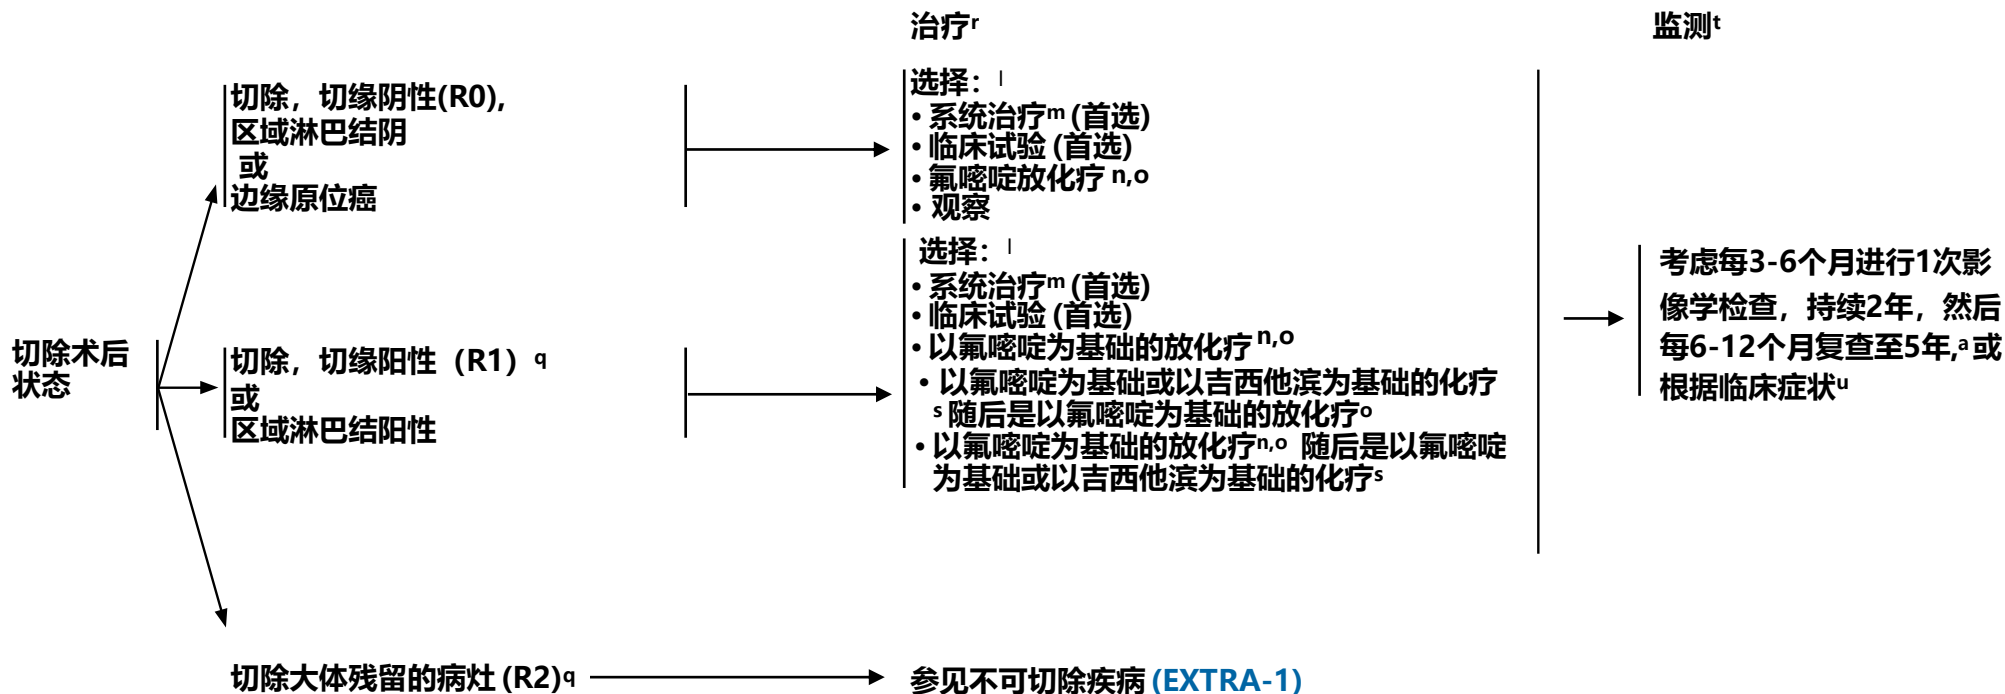 治疗r
监测t
切除术后
状态
切除，切缘阴性(R0),
区域淋巴结阴
或
边缘原位癌
选择：l
• 系统治疗m (首选)
• 临床试验 (首选)
• 氟嘧啶放化疗 n,o
• 观察
切除，切缘阳性（R1）q
或
区域淋巴结阳性
选择：l
• 系统治疗m (首选)
• 临床试验 (首选)
• 以氟嘧啶为基础的放化疗 n,o
• 以氟嘧啶为基础或以吉西他滨为基础的化疗
s 随后是以氟嘧啶为基础的放化疗o
• 以氟嘧啶为基础的放化疗n,o 随后是以氟嘧啶
为基础或以吉西他滨为基础的化疗s
考虑每3-6个月进行1次影
像学检查，持续2年，然后
每6-12个月复查至5年,a 或
根据临床症状u
切除大体残留的病灶 (R2)q
参见不可切除疾病 (EXTRA-1)